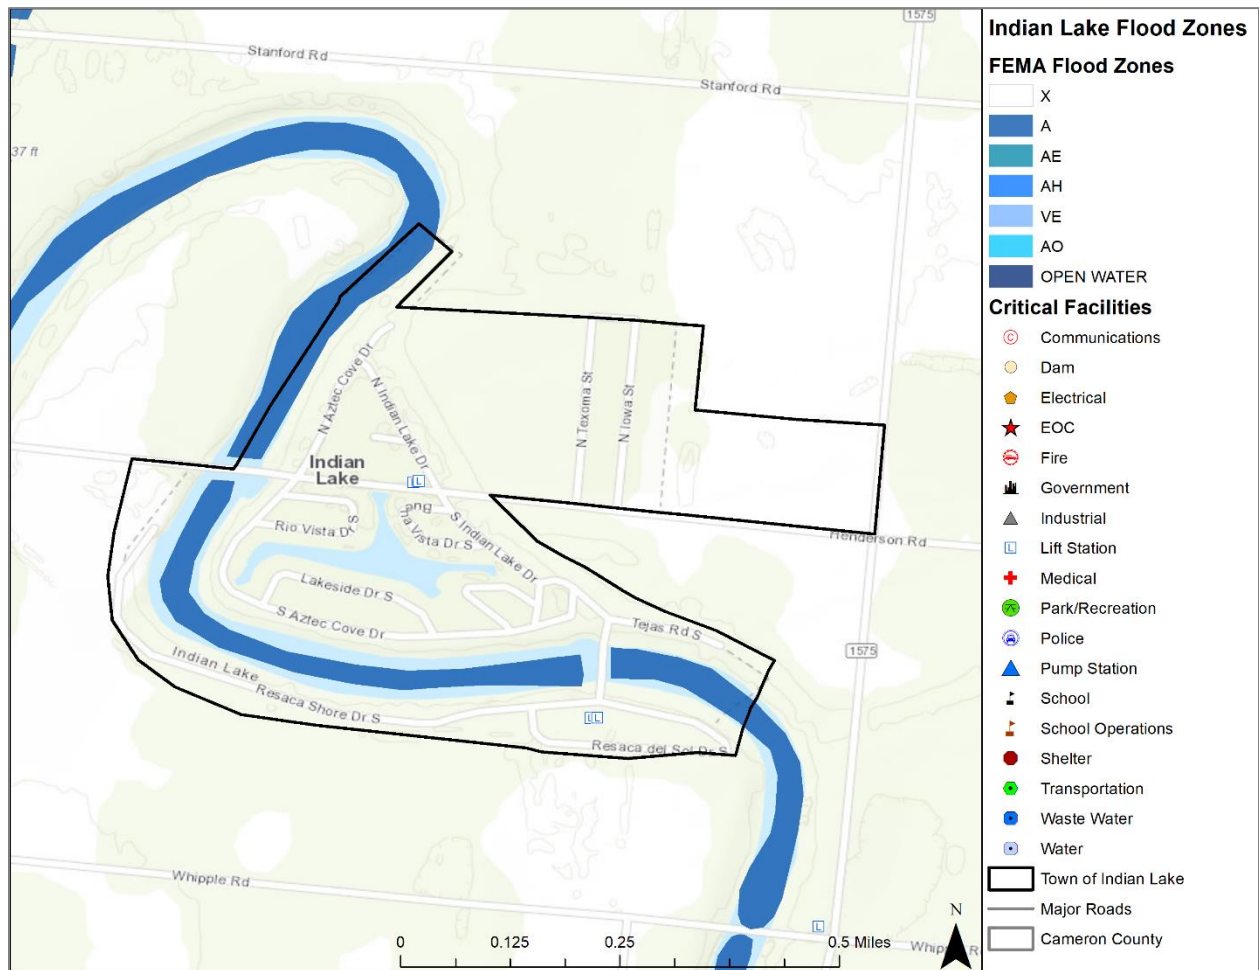 1575
Stanford Rd
Stanford Rd
37 ft
N Aztec Cove Dr
N Indian Lake Dr
N Texoma St
N Iowa St
Indian
Lake
L
Rio Vista Dr S
Vista Dr S
S Indian Lake Dr
Henderson Rd
Lakeside Dr S
S Aztec Cove Dr
Tejas Rd S
1575
Indian Lake
Resaca Shore Dr S
L
Resaca del Sol Dr S
Whipple Rd
L
0 0.125 0.25 0.5 Miles
N
Indian Lake Flood Zones
FEMA Flood Zones
X
A
AE
AH
VE
AO
OPEN WATER
Critical Facilities
C Communications
Dam
Electrical
EOC
Fire
Government
Industrial
L Lift Station
Medical
Park/Recreation
Police
Pump Station
School
School Operations
Shelter
Transportation
Waste Water
Water
Town of Indian Lake
Major Roads
Cameron County